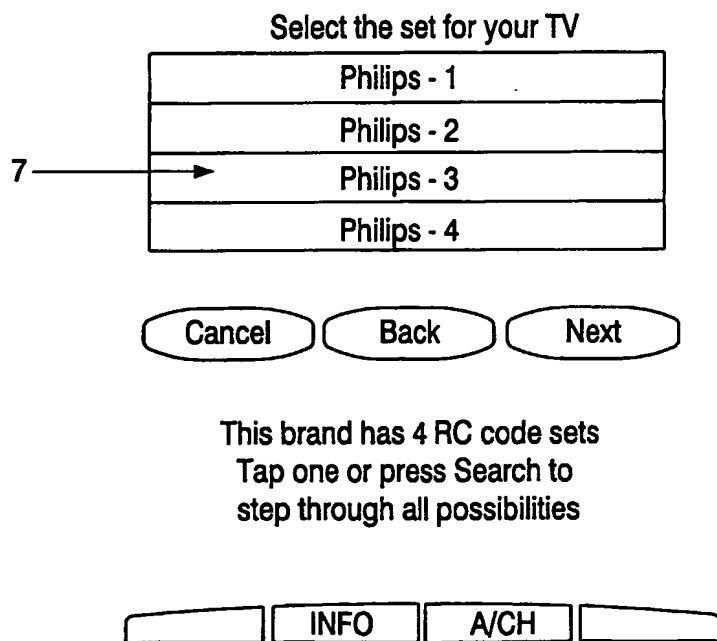 Select the set for your TV
Philips - 1
Philips - 2
7
Philips - 3
Philips - 4
Cancel Back Next
This brand has 4 RC code sets
Tap one or press Search to
step through all possibilities
INFO A/CH